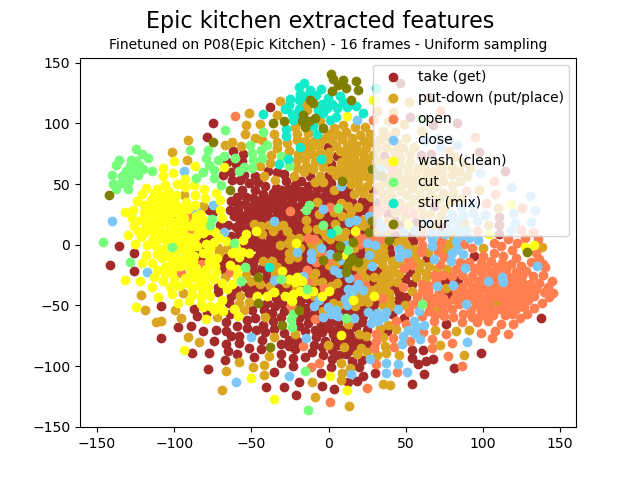 Epic kitchen extracted features
Finetuned on P08(Epic Kitchen) - 16 frames - Uniform sampling
take (get)
put-down (put/place)
open
close
wash (clean)
cut
stir (mix)
pour
150
100
50
0
−50
−100
−150
−150
−100
−50
0
50
100
150